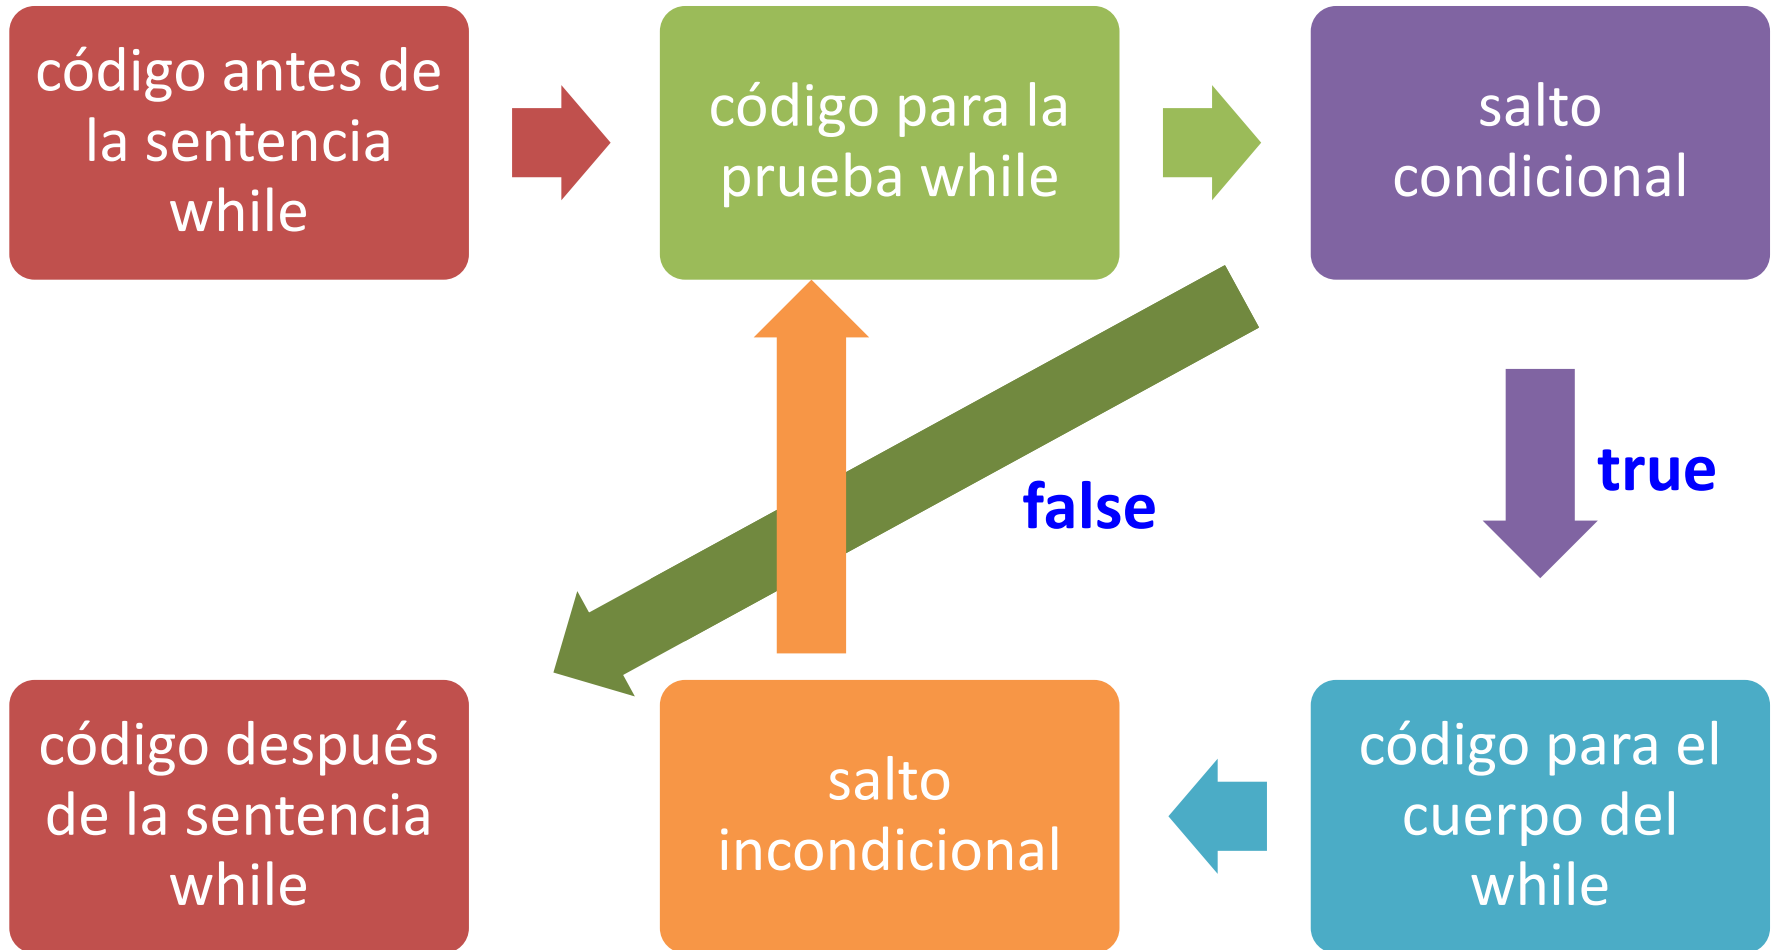 código antes de
la sentencia
while
código para la
prueba while
salto
condicional
false
true
código después
de la sentencia
while
salto
incondicional
código para el
cuerpo del
while